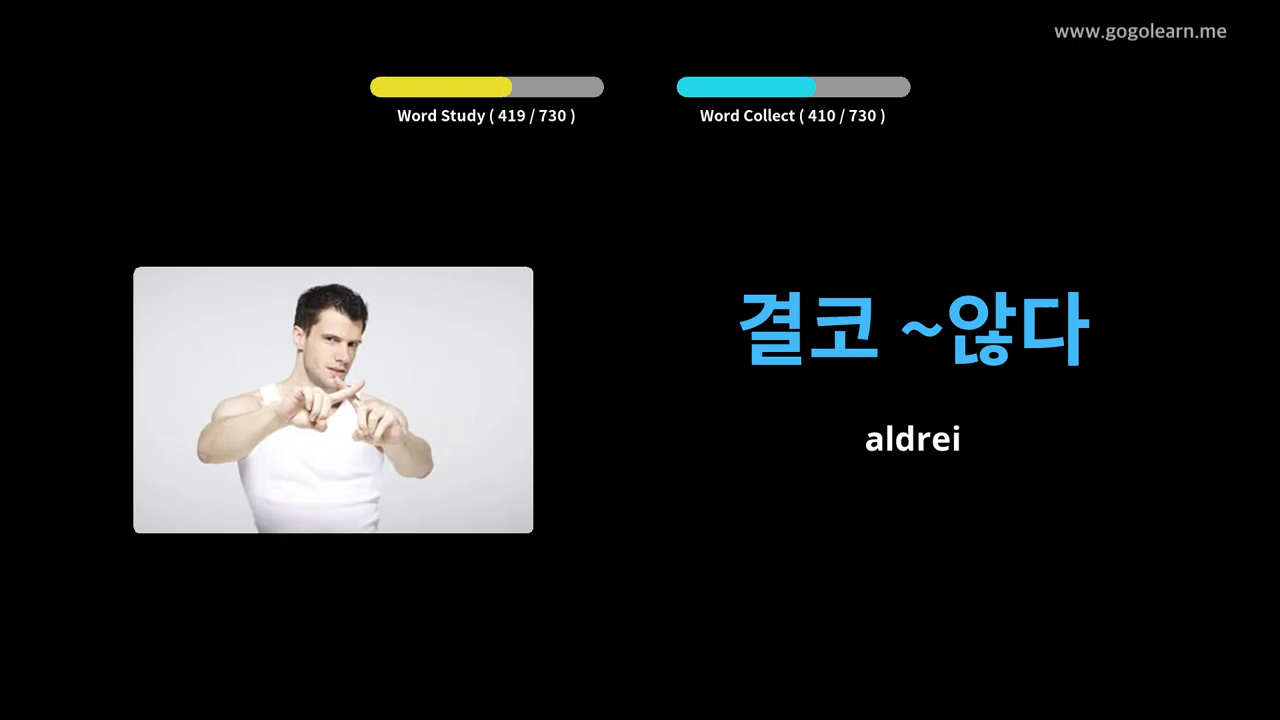 www.gogolearn.me
Word Study ( 419 / 730 )
Word Collect ( 410 / 730 )
결코 ~않다
aldrei